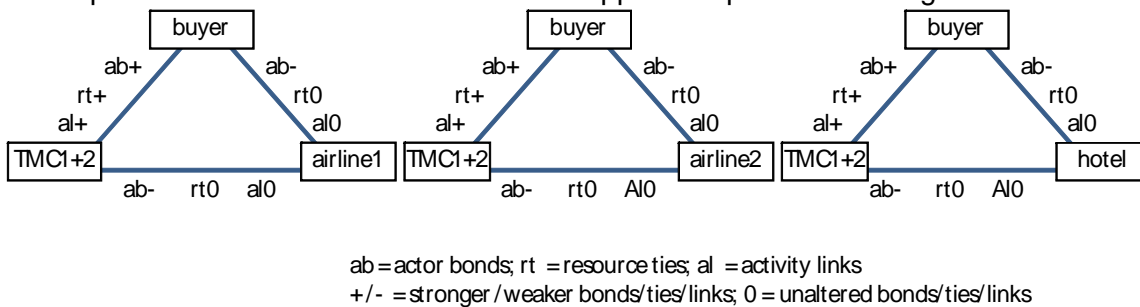 buyer buyer buyer
ab+ ab- ab+ ab- ab+ ab-
rt+ rt0 rt+ rt0 rt+ rt0
al+ al0 al+ al0 al+ al0
TMC1+2 airline1 TMC1+2 airline2 TMC1+2 hotel
ab- rt0 al0 ab- rt0 Al0 ab- rt0 Al0
ab=actor bonds; rt =resource ties; al =activity links
+/- =stronger/weaker bonds/ties/links; 0=unaltered bonds/ties/links